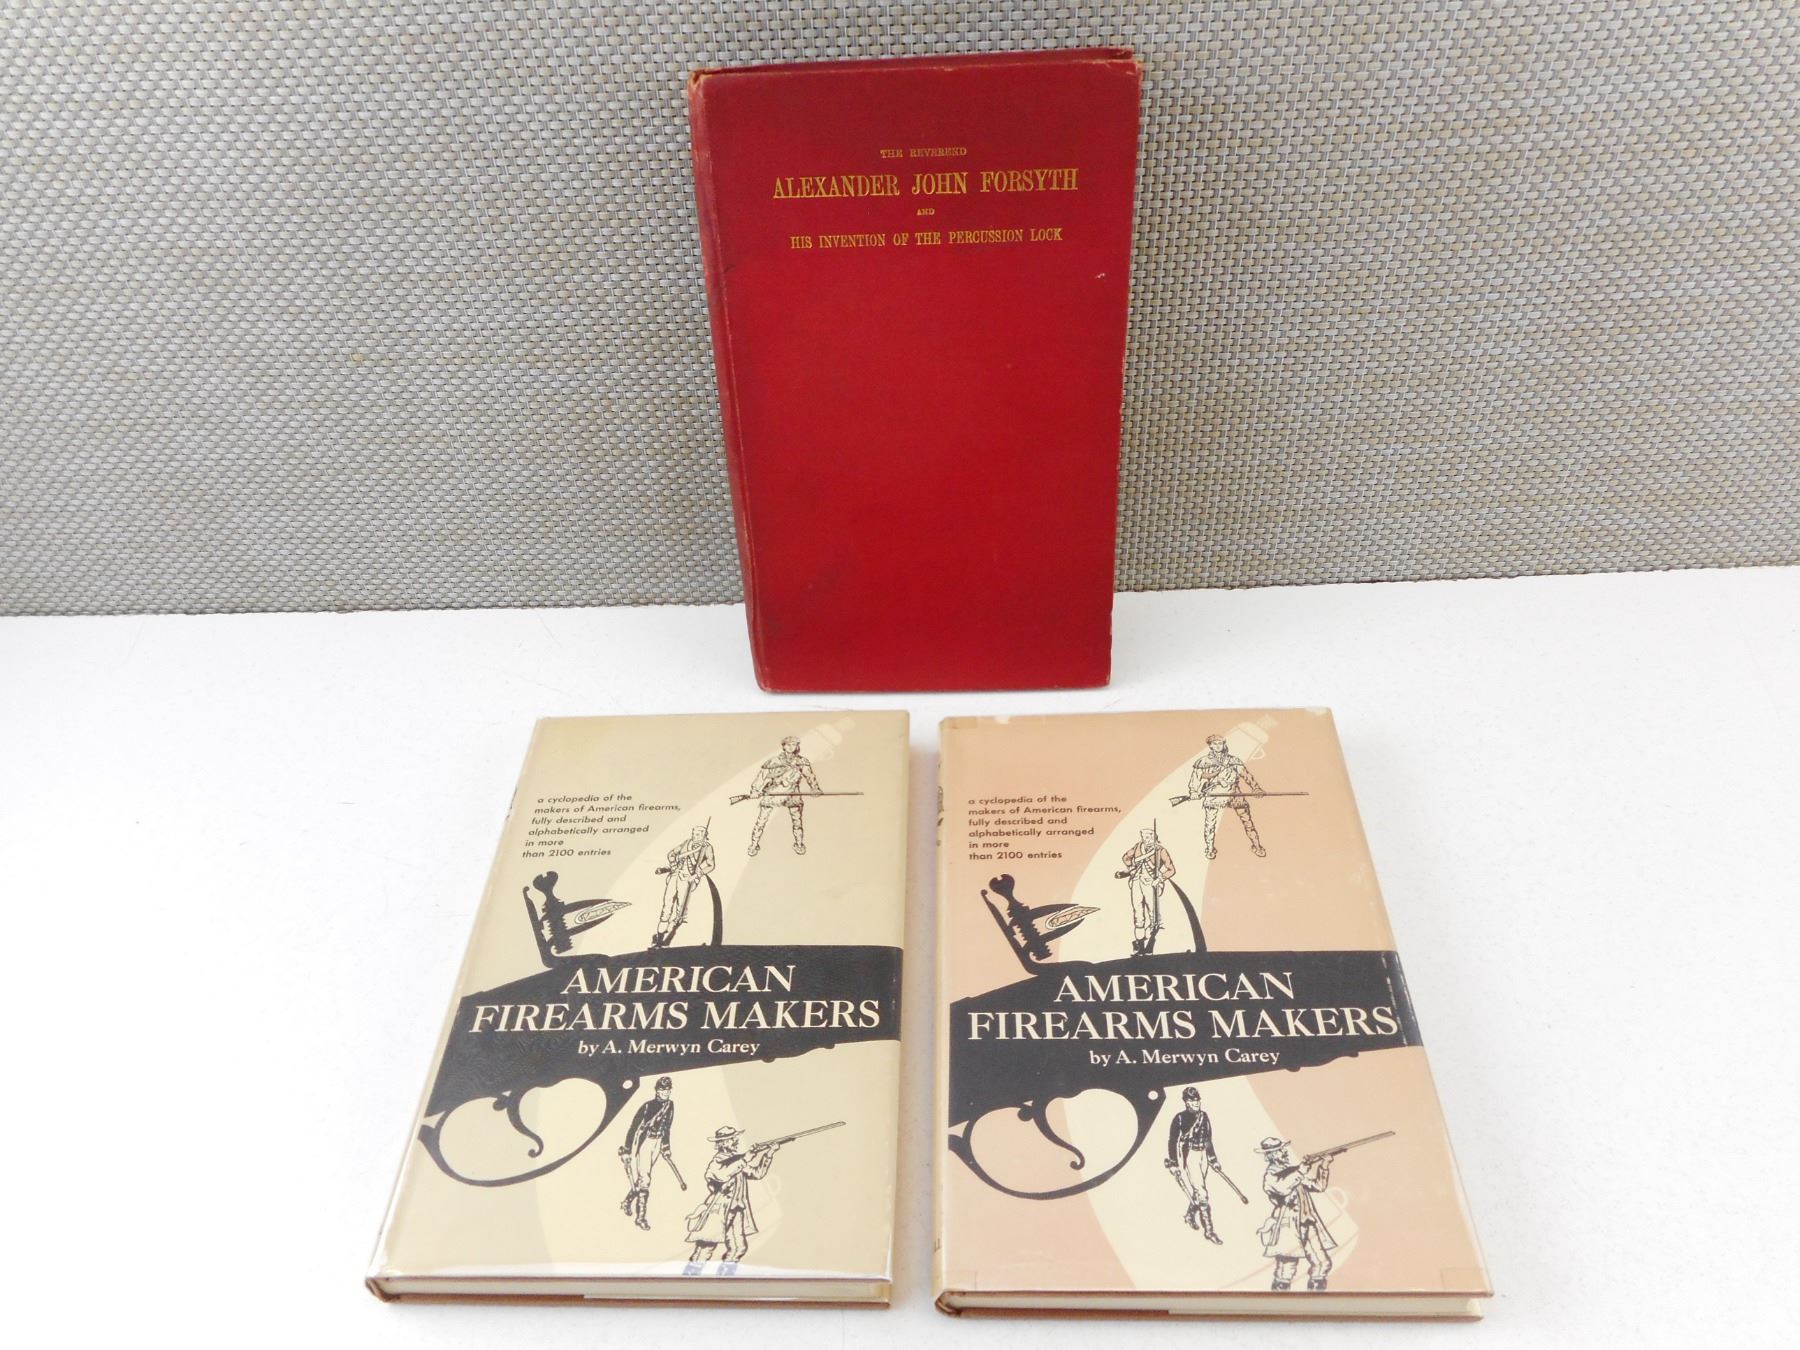 THE REVEREND
ALEXANDER JOHN FORSYTH
AND
HIS INVENTION OF THE PERCUSSION LOCK
a cyclopedia of the
makers of American firearms,
fully described and
alphabetically arranged
in more
than 2100 entries
AMERICAN
FIREARMS MAKERS
by A. Merwyn Carey
a cyclopedia of the
makers of American firearms,
fully described and
alphabetically arranged
in more
than 2100 entries
AMERICAN
FIREARMS MAKERS
by A. Merwyn Carey